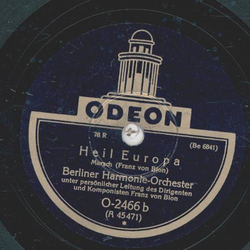 ODEON
78 R (Be 6841)
Heil Europa
Marsch (Franz von Blon)
Berliner Harmonie-Orchester
unter persönlicher Leitung des Dirigenten
und Komponisten Franz von Blon
O-2466 b
(A 45471)
*